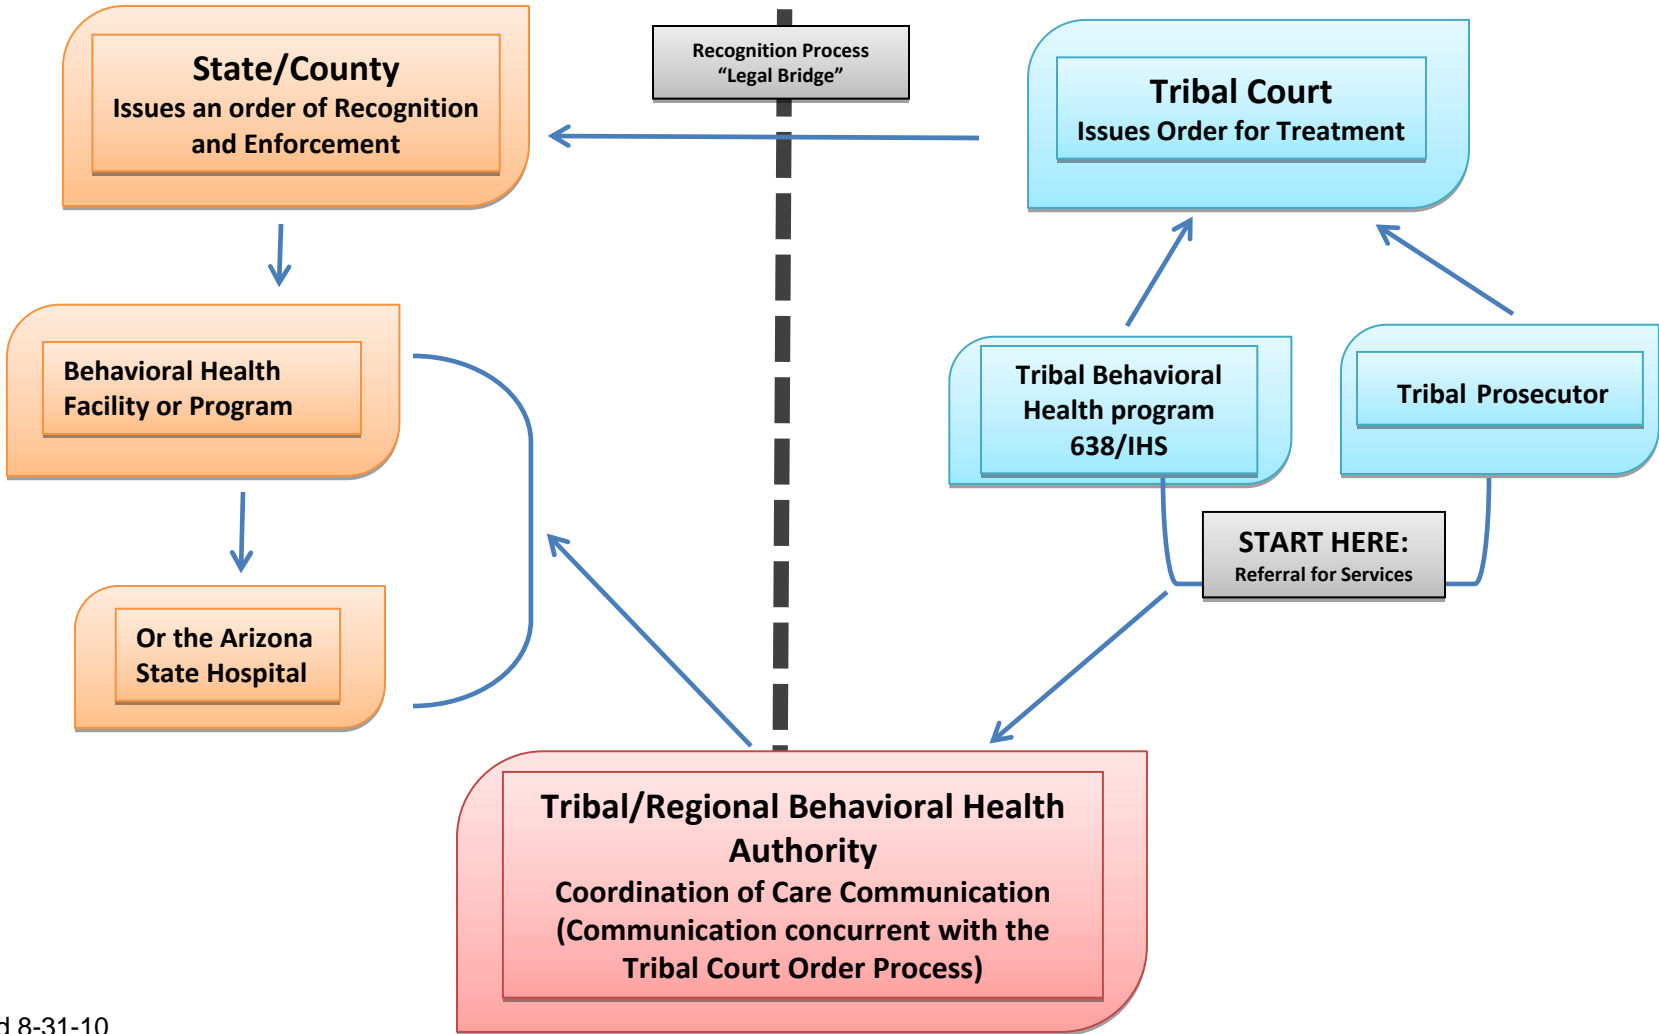 State/County
Issues an order of Recognition
and Enforcement
Recognition Process
“Legal Bridge”
Tribal Court
Issues Order for Treatment
Behavioral Health
Facility or Program
Tribal Behavioral
Health program
638/IHS
Tribal Prosecutor
START HERE:
Referral for Services
Or the Arizona
State Hospital
Tribal/Regional Behavioral Health
Authority
Coordination of Care Communication
(Communication concurrent with the
Tribal Court Order Process)
d 8-31-10